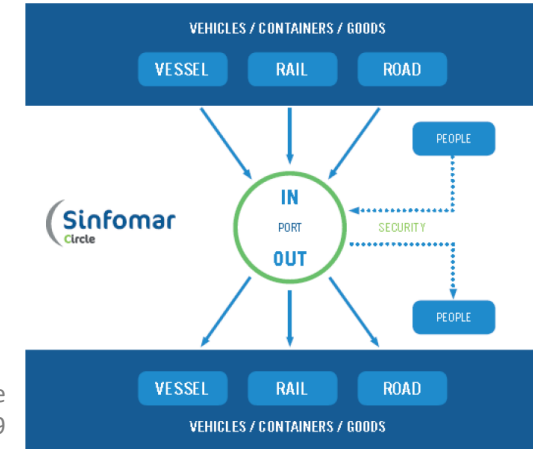 VEHICLES / CONTAINERS / GOODS
VESSEL RAIL ROAD
PEOPLE
IN
PORT
OUT
SECURITY
Sinfomar
Circle
PEOPLE
e
9
VESSEL RAIL ROAD
VEHICLES / CONTAINERS / GOODS